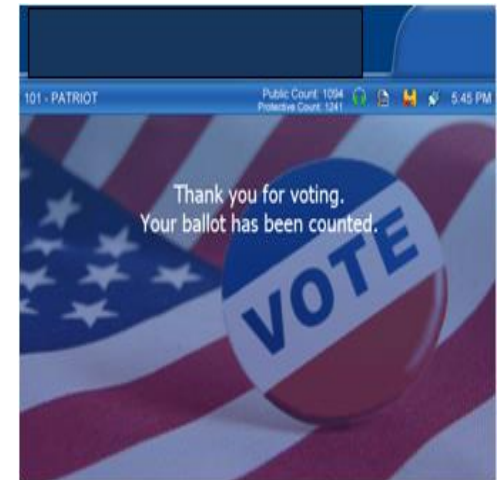 101 - PATRIOT
Public Count: 1094
Protective Count: 1241
5:45 PM
Thank you for voting.
Your ballot has been counted.
VOTE